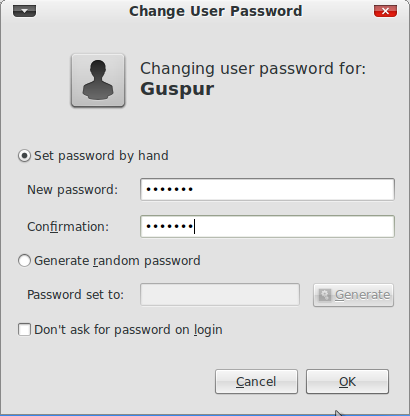 Change User Password
Changing user password for:
Guspur
Set password by hand
New password: •••••••
Confirmation: •••••••
Generate random password
Password set to: Generate
Don't ask for password on login
Cancel OK